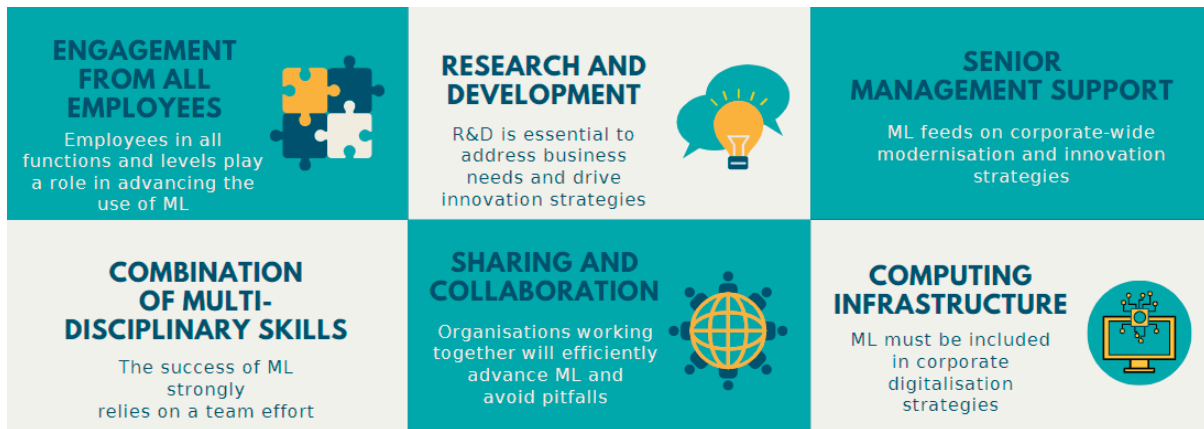 ENGAGEMENT
FROM ALL
EMPLOYEES
Employees in all
functions and levels play
a role in advancing the
use of ML
RESEARCH AND
DEVELOPMENT
R&D is essential to
address business
needs and drive
innovation strategies
SENIOR
MANAGEMENT SUPPORT
ML feeds on corporate-wide
modernisation and innovation
strategies
COMBINATION
OF MULTI-
DISCIPLINARY SKILLS
The success of ML
strongly
relies on a team effort
SHARING AND
COLLABORATION
Organisations working
together will efficiently
advance ML and
avoid pitfalls
COMPUTING
INFRASTRUCTURE
ML must be included
in corporate
digitalisation
strategies